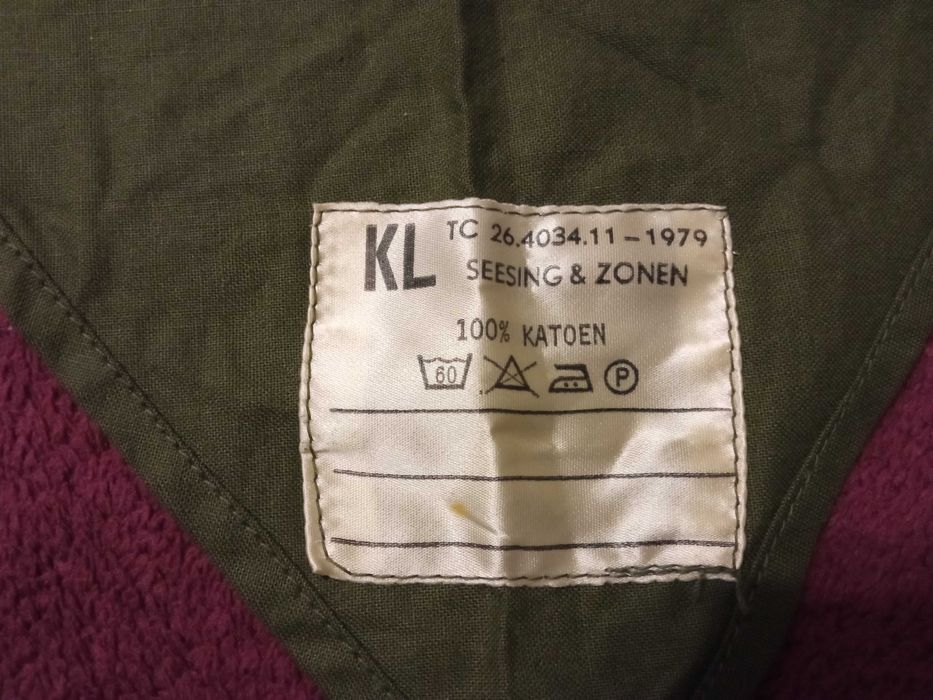 KL TC 26.4034.11-1979
SEESING & ZONEN
100% KATOEN
60 P